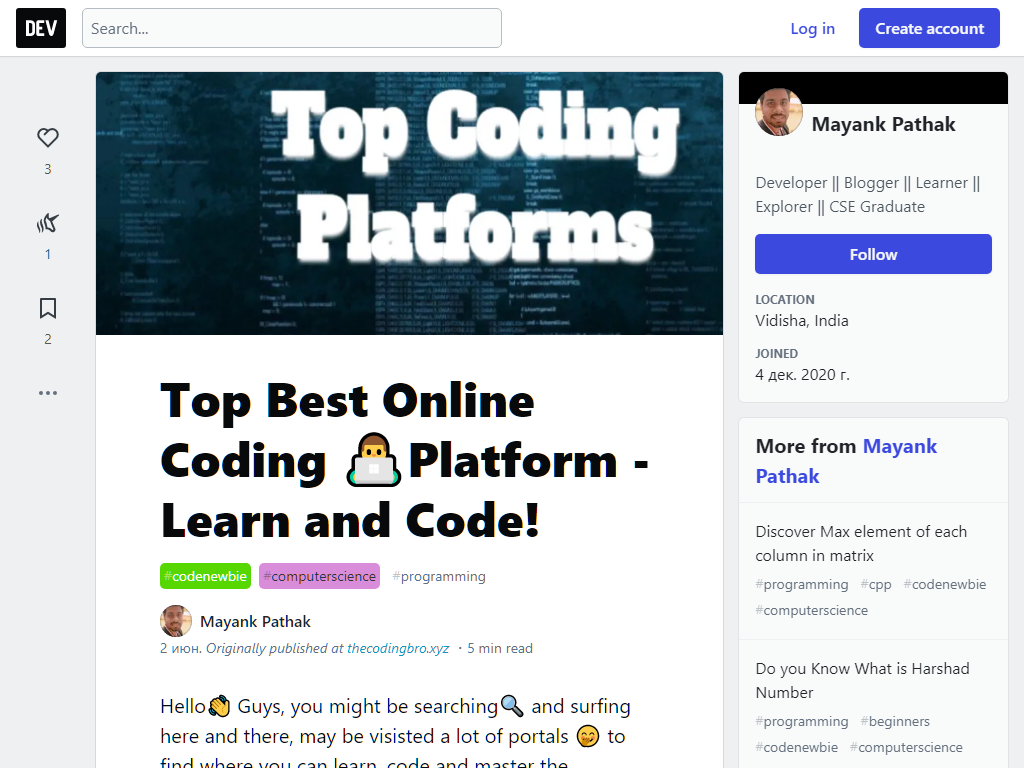 DEV
Search...
Log in
Create account
3
1
2
Top Coding
Platforms
Top Best Online
Coding 👨‍💻Platform -
Learn and Code!
#codenewbie #computerscience #programming
Mayank Pathak
2 июн. Originally published at thecodingbro.xyz ・5 min read
Hello👋 Guys, you might be searching🔍 and surfing
here and there, may be visisted a lot of portals 🤭 to
find where you can learn, code and master the
Mayank Pathak
Developer || Blogger || Learner ||
Explorer || CSE Graduate
Follow
LOCATION
Vidisha, India
JOINED
4 дек. 2020 г.
More from Mayank
Pathak
Discover Max element of each
column in matrix
#programming #cpp #codenewbie
#computerscience
Do you Know What is Harshad
Number
#programming #beginners
#codenewbie #computerscience